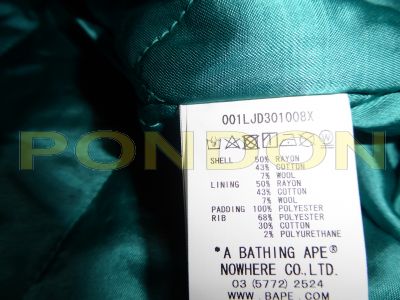 001LJD301008X
PONDON
SHELL 50% RAYON
43% COTTON
7% WOOL
LINING 50% RAYON
43% COTTON
7% WOOL
PADDING 100% POLYESTER
RIB 68% POLYESTER
30% COTTON
2% POLYURETHANE
"A BATHING APE®
NOWHERE CO., LTD.
03 (5772) 2524
WWW.BAPE.COM